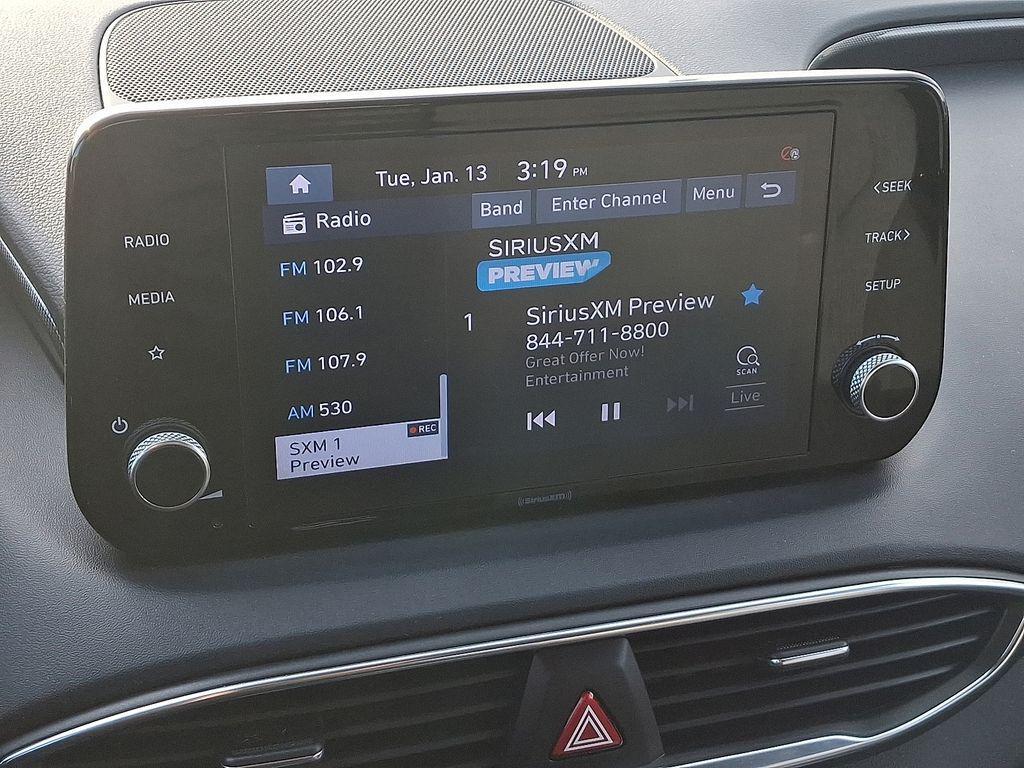 Tue, Jan. 13 3:19 PM
Radio
Band
Enter Channel
Menu
RADIO
MEDIA
FM 102.9
FM 106.1
FM 107.9
AM 530
SXM 1
REC
Preview
SIRIUSXM
PREVIEW
1
SiriusXM Preview
844-711-8800
Great Offer Now!
Entertainment
SCAN
Live
SiriusXM
<SEEK
TRACK>
SETUP